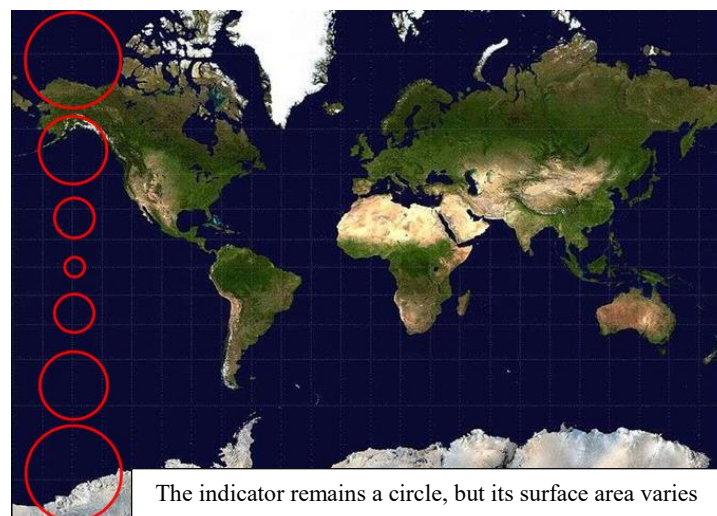 The indicator remains a circle, but its surface area varies